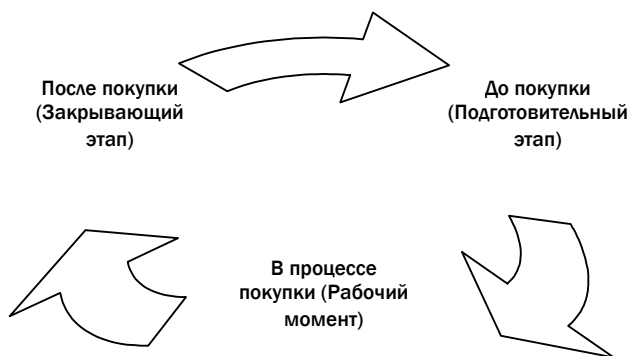 После покупки
(Закрывающий
этап)
До покупки
(Подготовительный
этап)
В процессе
покупки (Рабочий
момент)